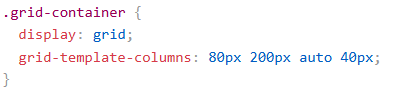 .grid-container {
  display: grid;
  grid-template-columns: 80px 200px auto 40px;
}